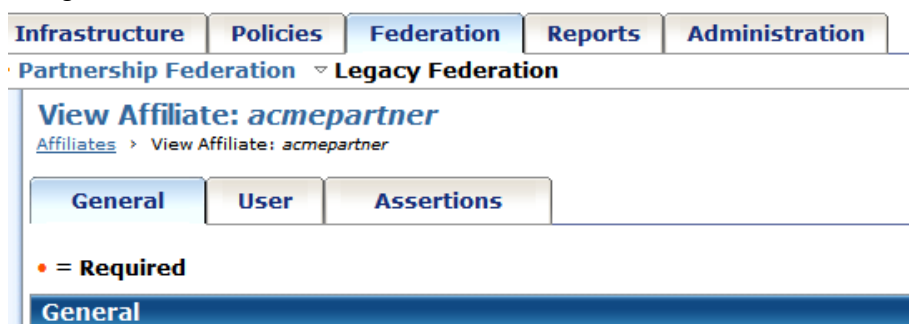 Infrastructure Policies Federation Reports Administration
Partnership Federation ▿ Legacy Federation
View Affiliate: acmepartner
Affiliates > View Affiliate: acmepartner
General User Assertions
• = Required
General